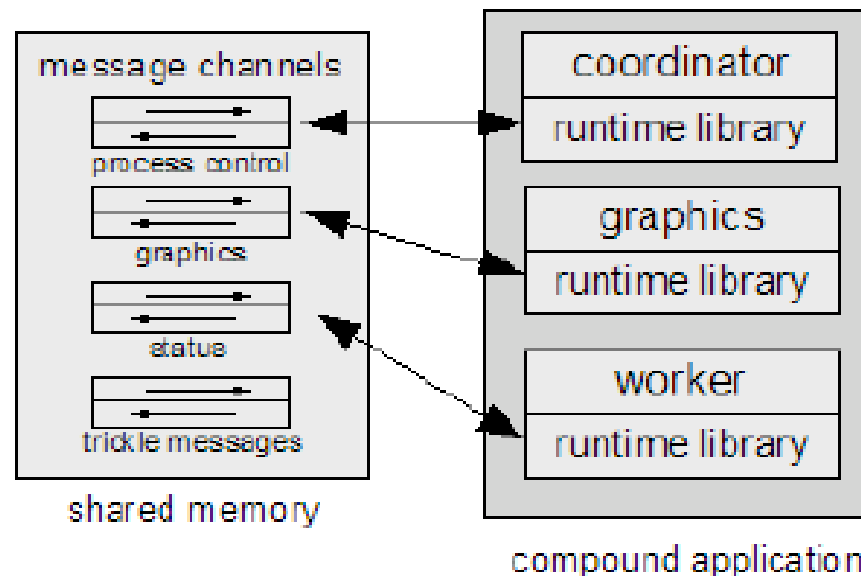 message channels
process control
graphics
status
trickle messages
shared memory
coordinator
runtime library
graphics
runtime library
worker
runtime library
compound application